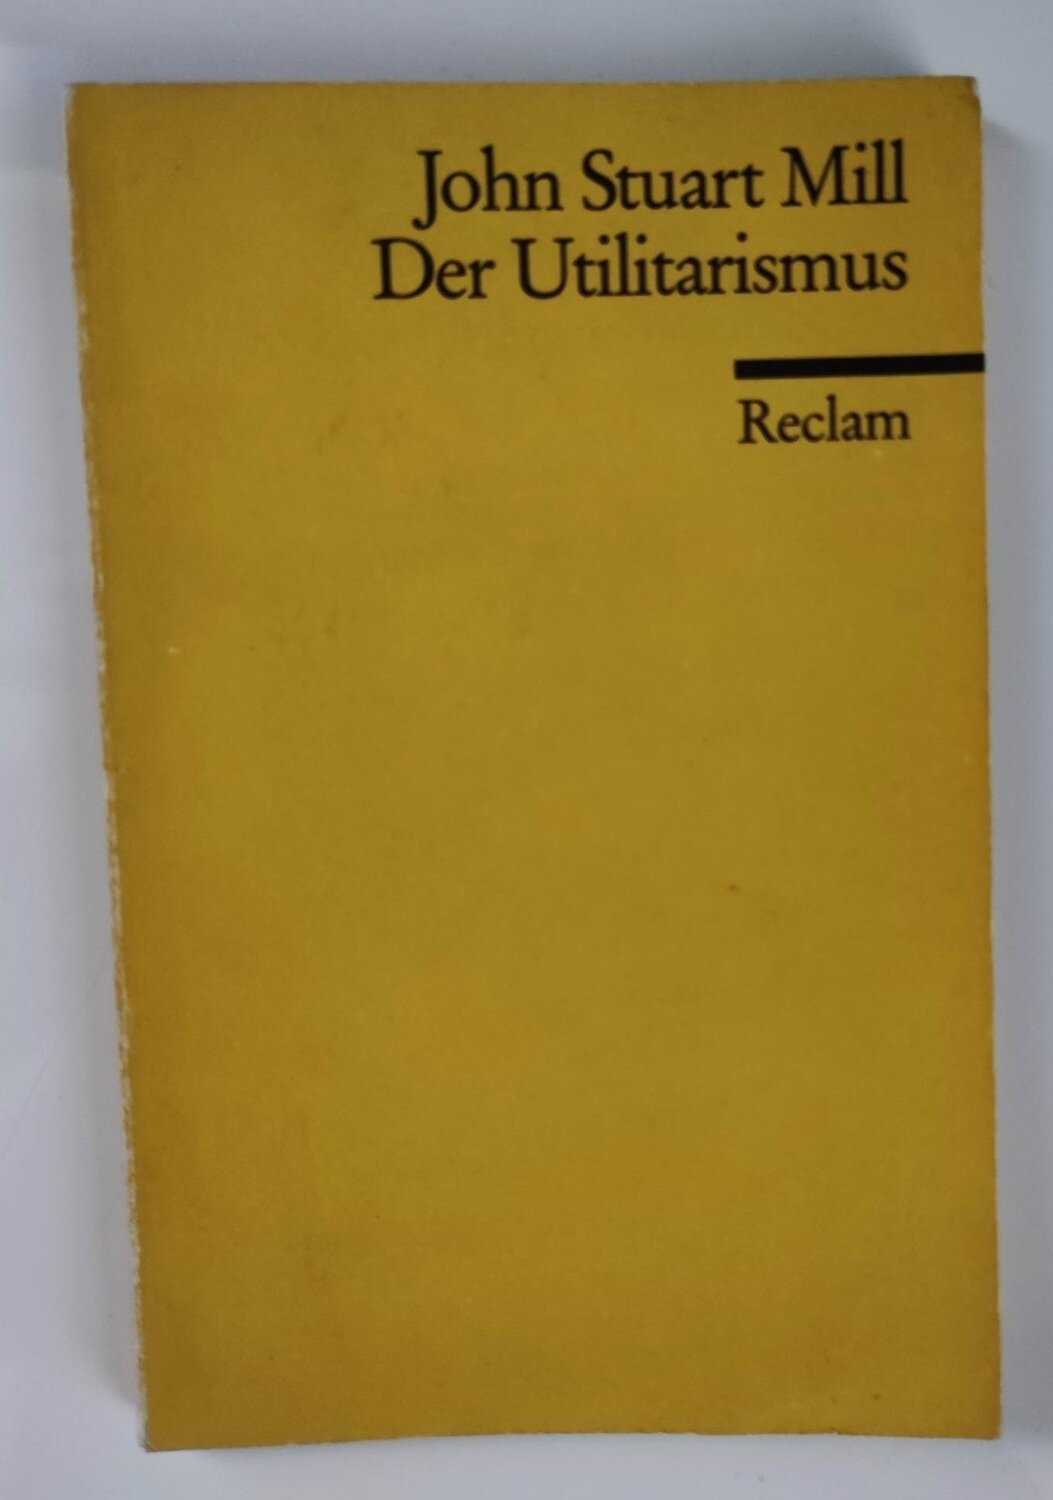 John Stuart Mill
Der Utilitarismus
Reclam